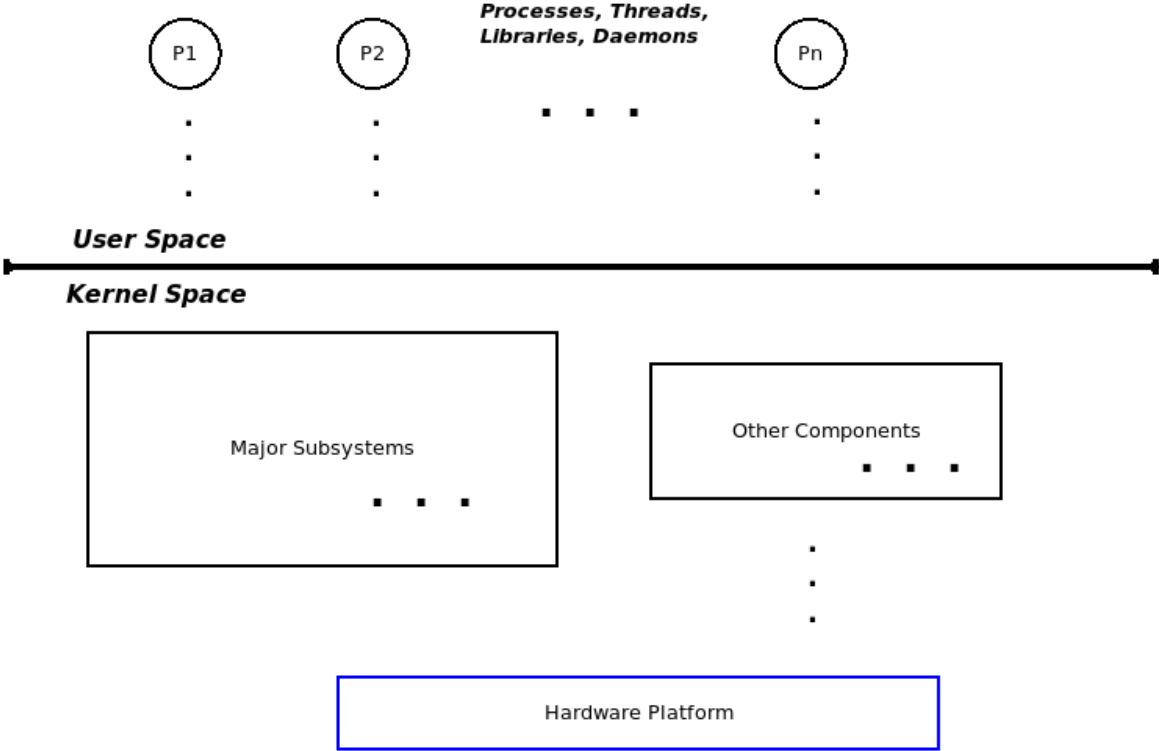 Processes, Threads,
Libraries, Daemons
P1
P2
Pn
User Space
Kernel Space
Major Subsystems
Other Components
Hardware Platform